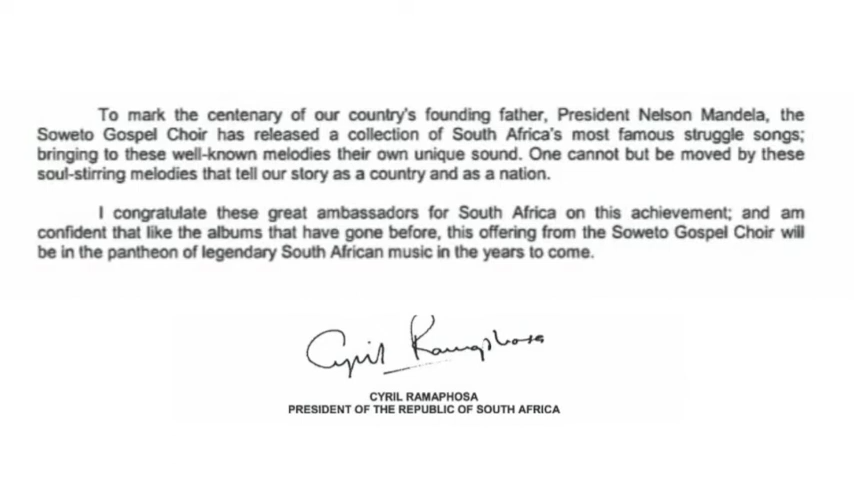 To mark the centenary of our country's founding father, President Nelson Mandela, the
Soweto Gospel Choir has released a collection of South Africa's most famous struggle songs;
bringing to these well-known melodies their own unique sound. One cannot but be moved by these
soul-stirring melodies that tell our story as a country and as a nation.
I congratulate these great ambassadors for South Africa on this achievement; and am
confident that like the albums that have gone before, this offering from the Soweto Gospel Choir will
be in the pantheon of legendary South African music in the years to come.
Cyril Ramaphosa
CYRIL RAMAPHOSA
PRESIDENT OF THE REPUBLIC OF SOUTH AFRICA